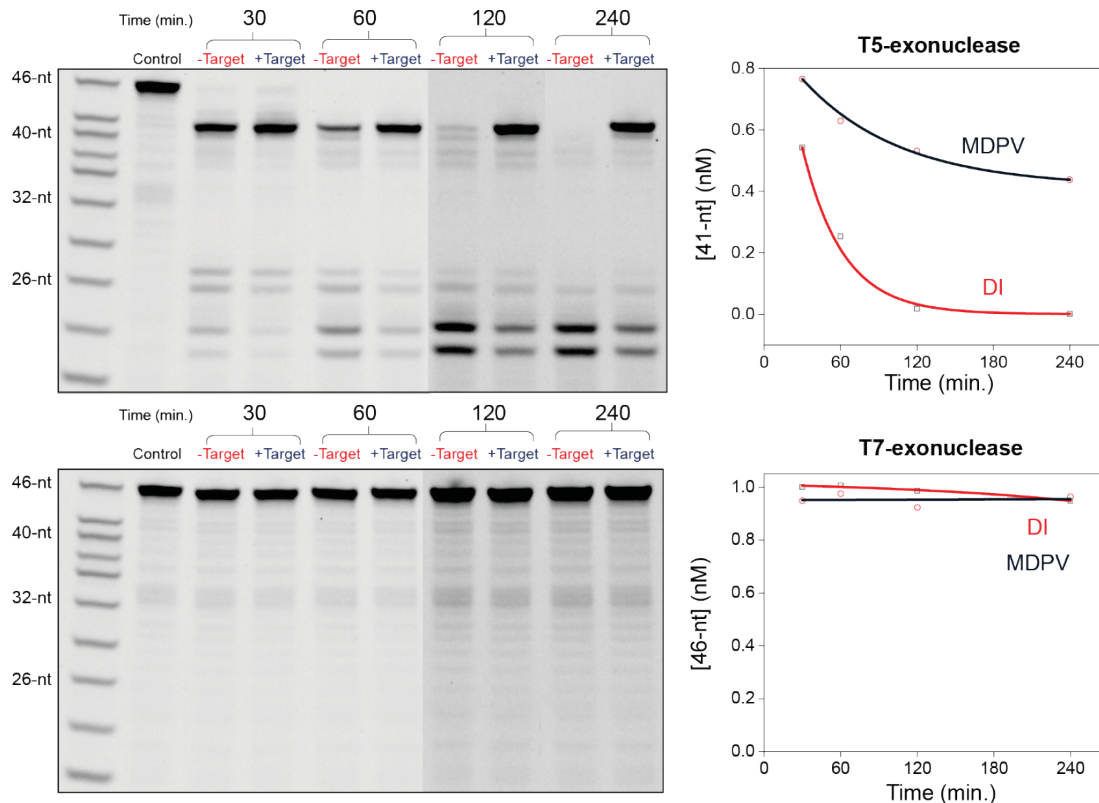 Time (min.) 30 60 120 240
Control -Target +Target -Target +Target -Target +Target -Target +Target
46-nt
40-nt
32-nt
26-nt
T5-exonuclease
0.8
0.6
0.4
0.2
0.0
[41-nt] (nM)
MDPV
DI
0 60 120 180 240
Time (min.)
Time (min.) 30 60 120 240
Control -Target +Target -Target +Target -Target +Target -Target +Target
46-nt
40-nt
32-nt
26-nt
T7-exonuclease
1.0
0.8
0.6
0.4
0.2
0.0
[46-nt] (nM)
DI
MDPV
0 60 120 180 240
Time (min.)